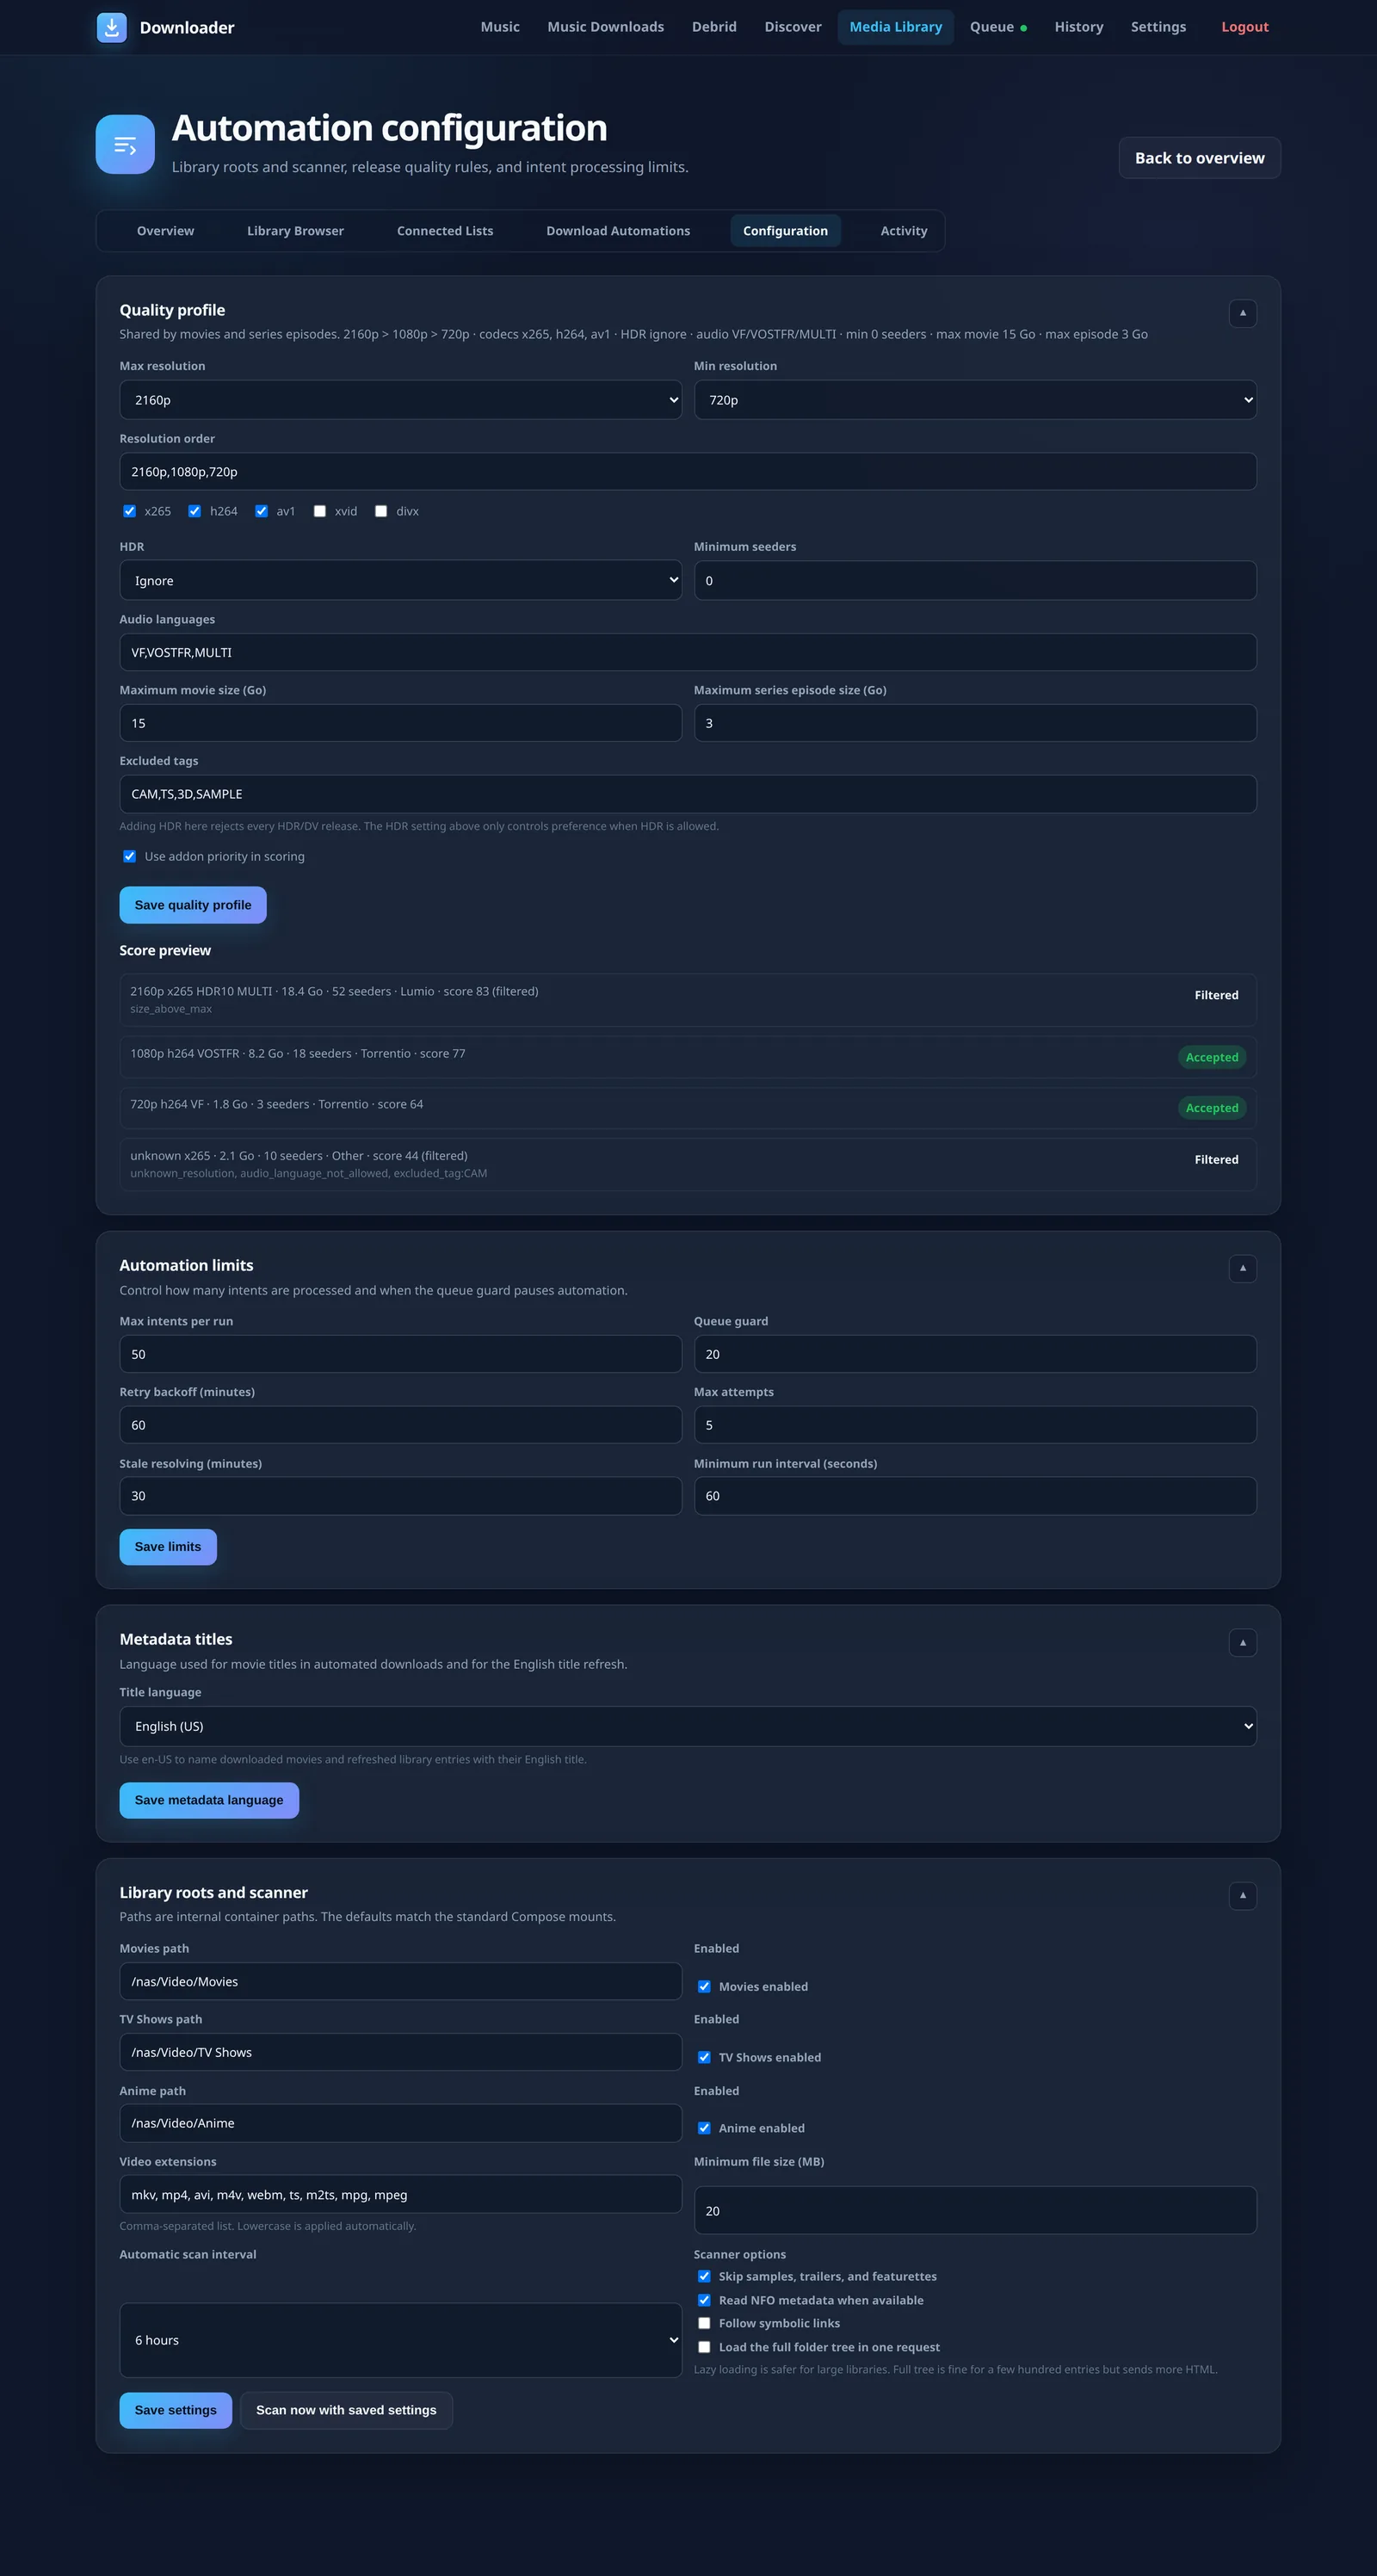 Downloader
Music
Music Downloads
Debrid
Discover
Media Library
Queue
History
Settings
Logout
Automation configuration
Library roots and scanner, release quality rules, and intent processing limits.
Back to overview
Overview
Library Browser
Connected Lists
Download Automations
Configuration
Activity
Quality profile
Shared by movies and series episodes. 2160p > 1080p > 720p · codecs x265, h264, av1 · HDR ignore · audio VF/VOSTFR/MULTI · min 0 seeders · max movie 15 Go · max episode 3 Go
Max resolution
Min resolution
2160p
720p
Resolution order
2160p,1080p,720p
x265
h264
av1
xvid
divx
HDR
Minimum seeders
Ignore
0
Audio languages
VF,VOSTFR,MULTI
Maximum movie size (Go)
Maximum series episode size (Go)
15
3
Excluded tags
CAM,TS,3D,SAMPLE
Adding HDR here rejects every HDR/DV release. The HDR setting above only controls preference when HDR is allowed.
Use addon priority in scoring
Save quality profile
Score preview
2160p x265 HDR10 MULTI · 18.4 Go · 52 seeders · Lumio · score 83 (filtered)
size_above_max
Filtered
1080p h264 VOSTFR · 8.2 Go · 18 seeders · Torrentio · score 77
Accepted
720p h264 VF · 1.8 Go · 3 seeders · Torrentio · score 64
Accepted
unknown x265 · 2.1 Go · 10 seeders · Other · score 44 (filtered)
unknown_resolution, audio_language_not_allowed, excluded_tag:CAM
Filtered
Automation limits
Control how many intents are processed and when the queue guard pauses automation.
Max intents per run
Queue guard
50
20
Retry backoff (minutes)
Max attempts
60
5
Stale resolving (minutes)
Minimum run interval (seconds)
30
60
Save limits
Metadata titles
Language used for movie titles in automated downloads and for the English title refresh.
Title language
English (US)
Use en-US to name downloaded movies and refreshed library entries with their English title.
Save metadata language
Library roots and scanner
Paths are internal container paths. The defaults match the standard Compose mounts.
Movies path
Enabled
/nas/Video/Movies
Movies enabled
TV Shows path
Enabled
/nas/Video/TV Shows
TV Shows enabled
Anime path
Enabled
/nas/Video/Anime
Anime enabled
Video extensions
Minimum file size (MB)
mkv, mp4, avi, m4v, webm, ts, m2ts, mpg, mpeg
20
Comma-separated list. Lowercase is applied automatically.
Automatic scan interval
Scanner options
Skip samples, trailers, and featurettes
Read NFO metadata when available
Follow symbolic links
6 hours
Load the full folder tree in one request
Lazy loading is safer for large libraries. Full tree is fine for a few hundred entries but sends more HTML.
Save settings
Scan now with saved settings